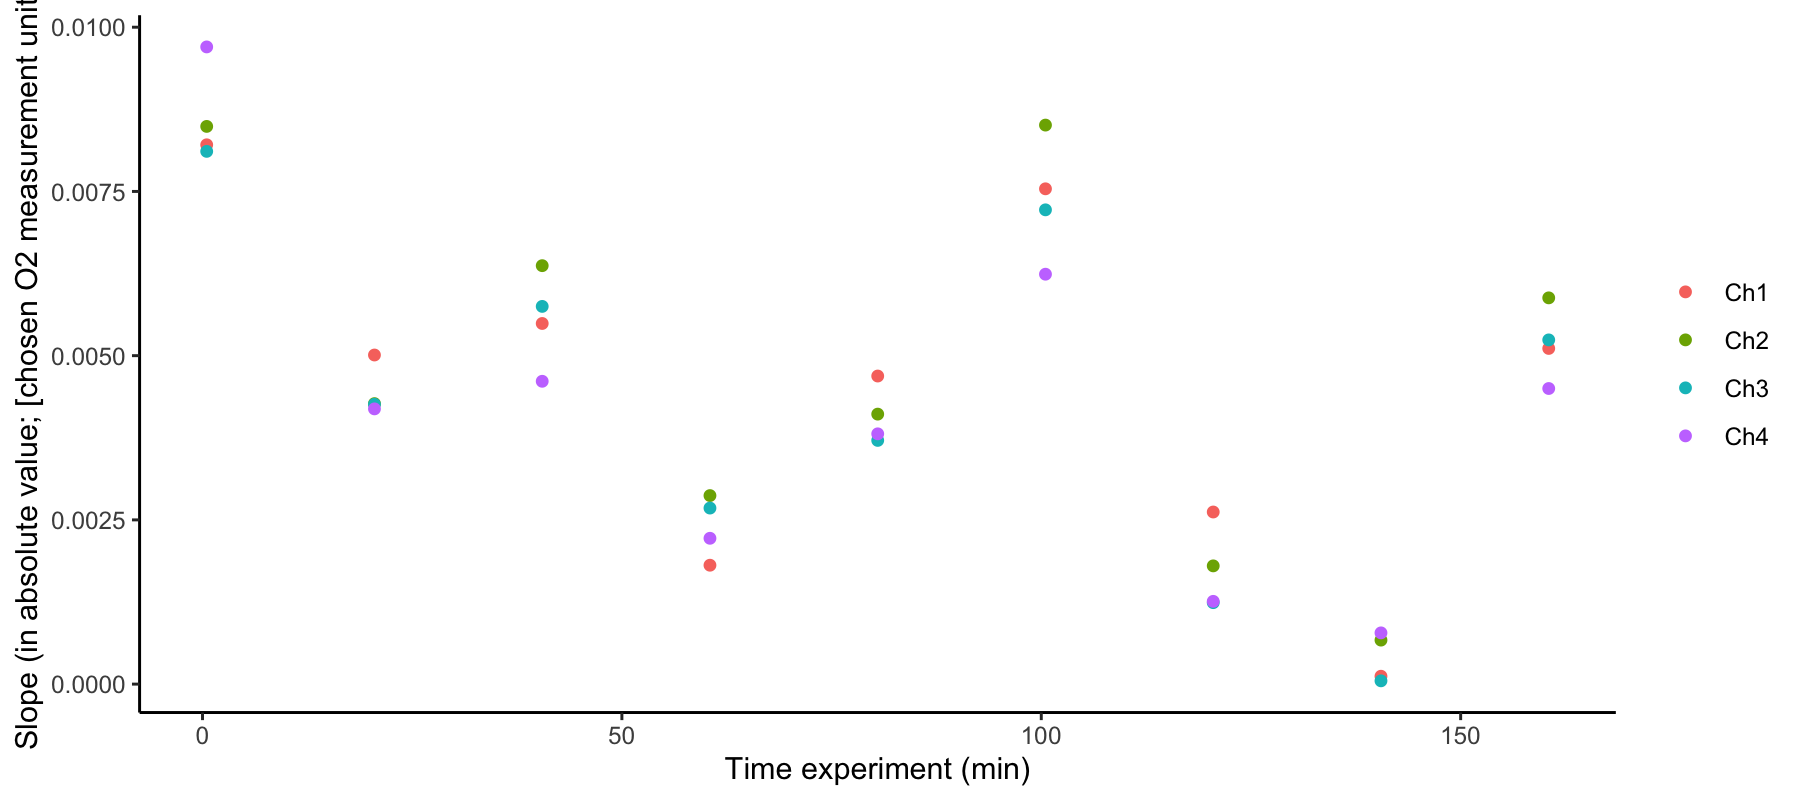 Slope (in absolute value; [chosen O2 measurement unit
0.0100
0.0075
0.0050
0.0025
0.0000
0
50
100
150
Time experiment (min)
Ch1
Ch2
Ch3
Ch4